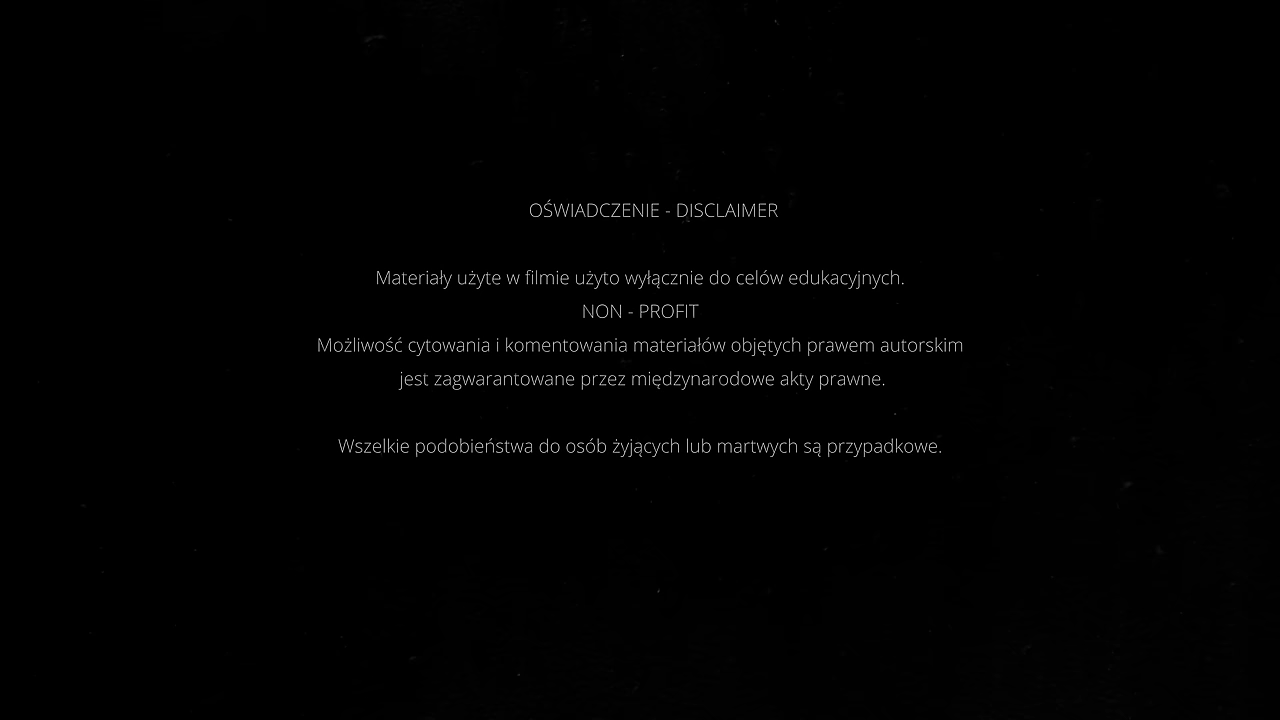 OŚWIADCZENIE - DISCLAIMER
Materiały użyte w filmie użyto wyłącznie do celów edukacyjnych.
NON - PROFIT
Możliwość cytowania i komentowania materiałów objętych prawem autorskim
jest zagwarantowane przez międzynarodowe akty prawne.
Wszelkie podobieństwa do osób żyjących lub martwych są przypadkowe.